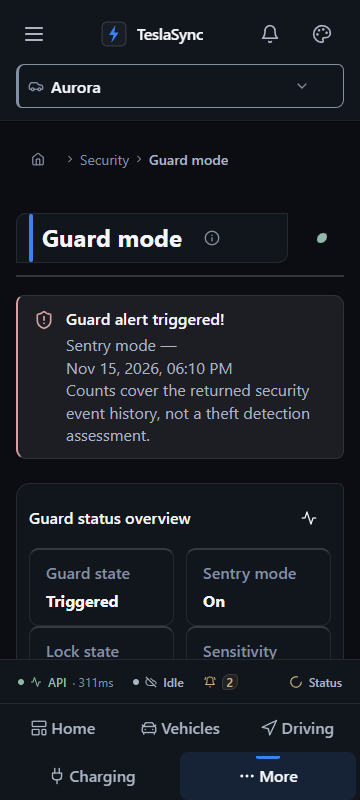 TeslaSync
Aurora
Security
Guard mode
Guard mode
Guard alert triggered!
Sentry mode —
Nov 15, 2026, 06:10 PM
Counts cover the returned security
event history, not a theft detection
assessment.
Guard status overview
Guard state
Sentry mode
Triggered
On
Lock state
Sensitivity
API · 311ms
Idle
2
Status
Home
Vehicles
Driving
Charging
More